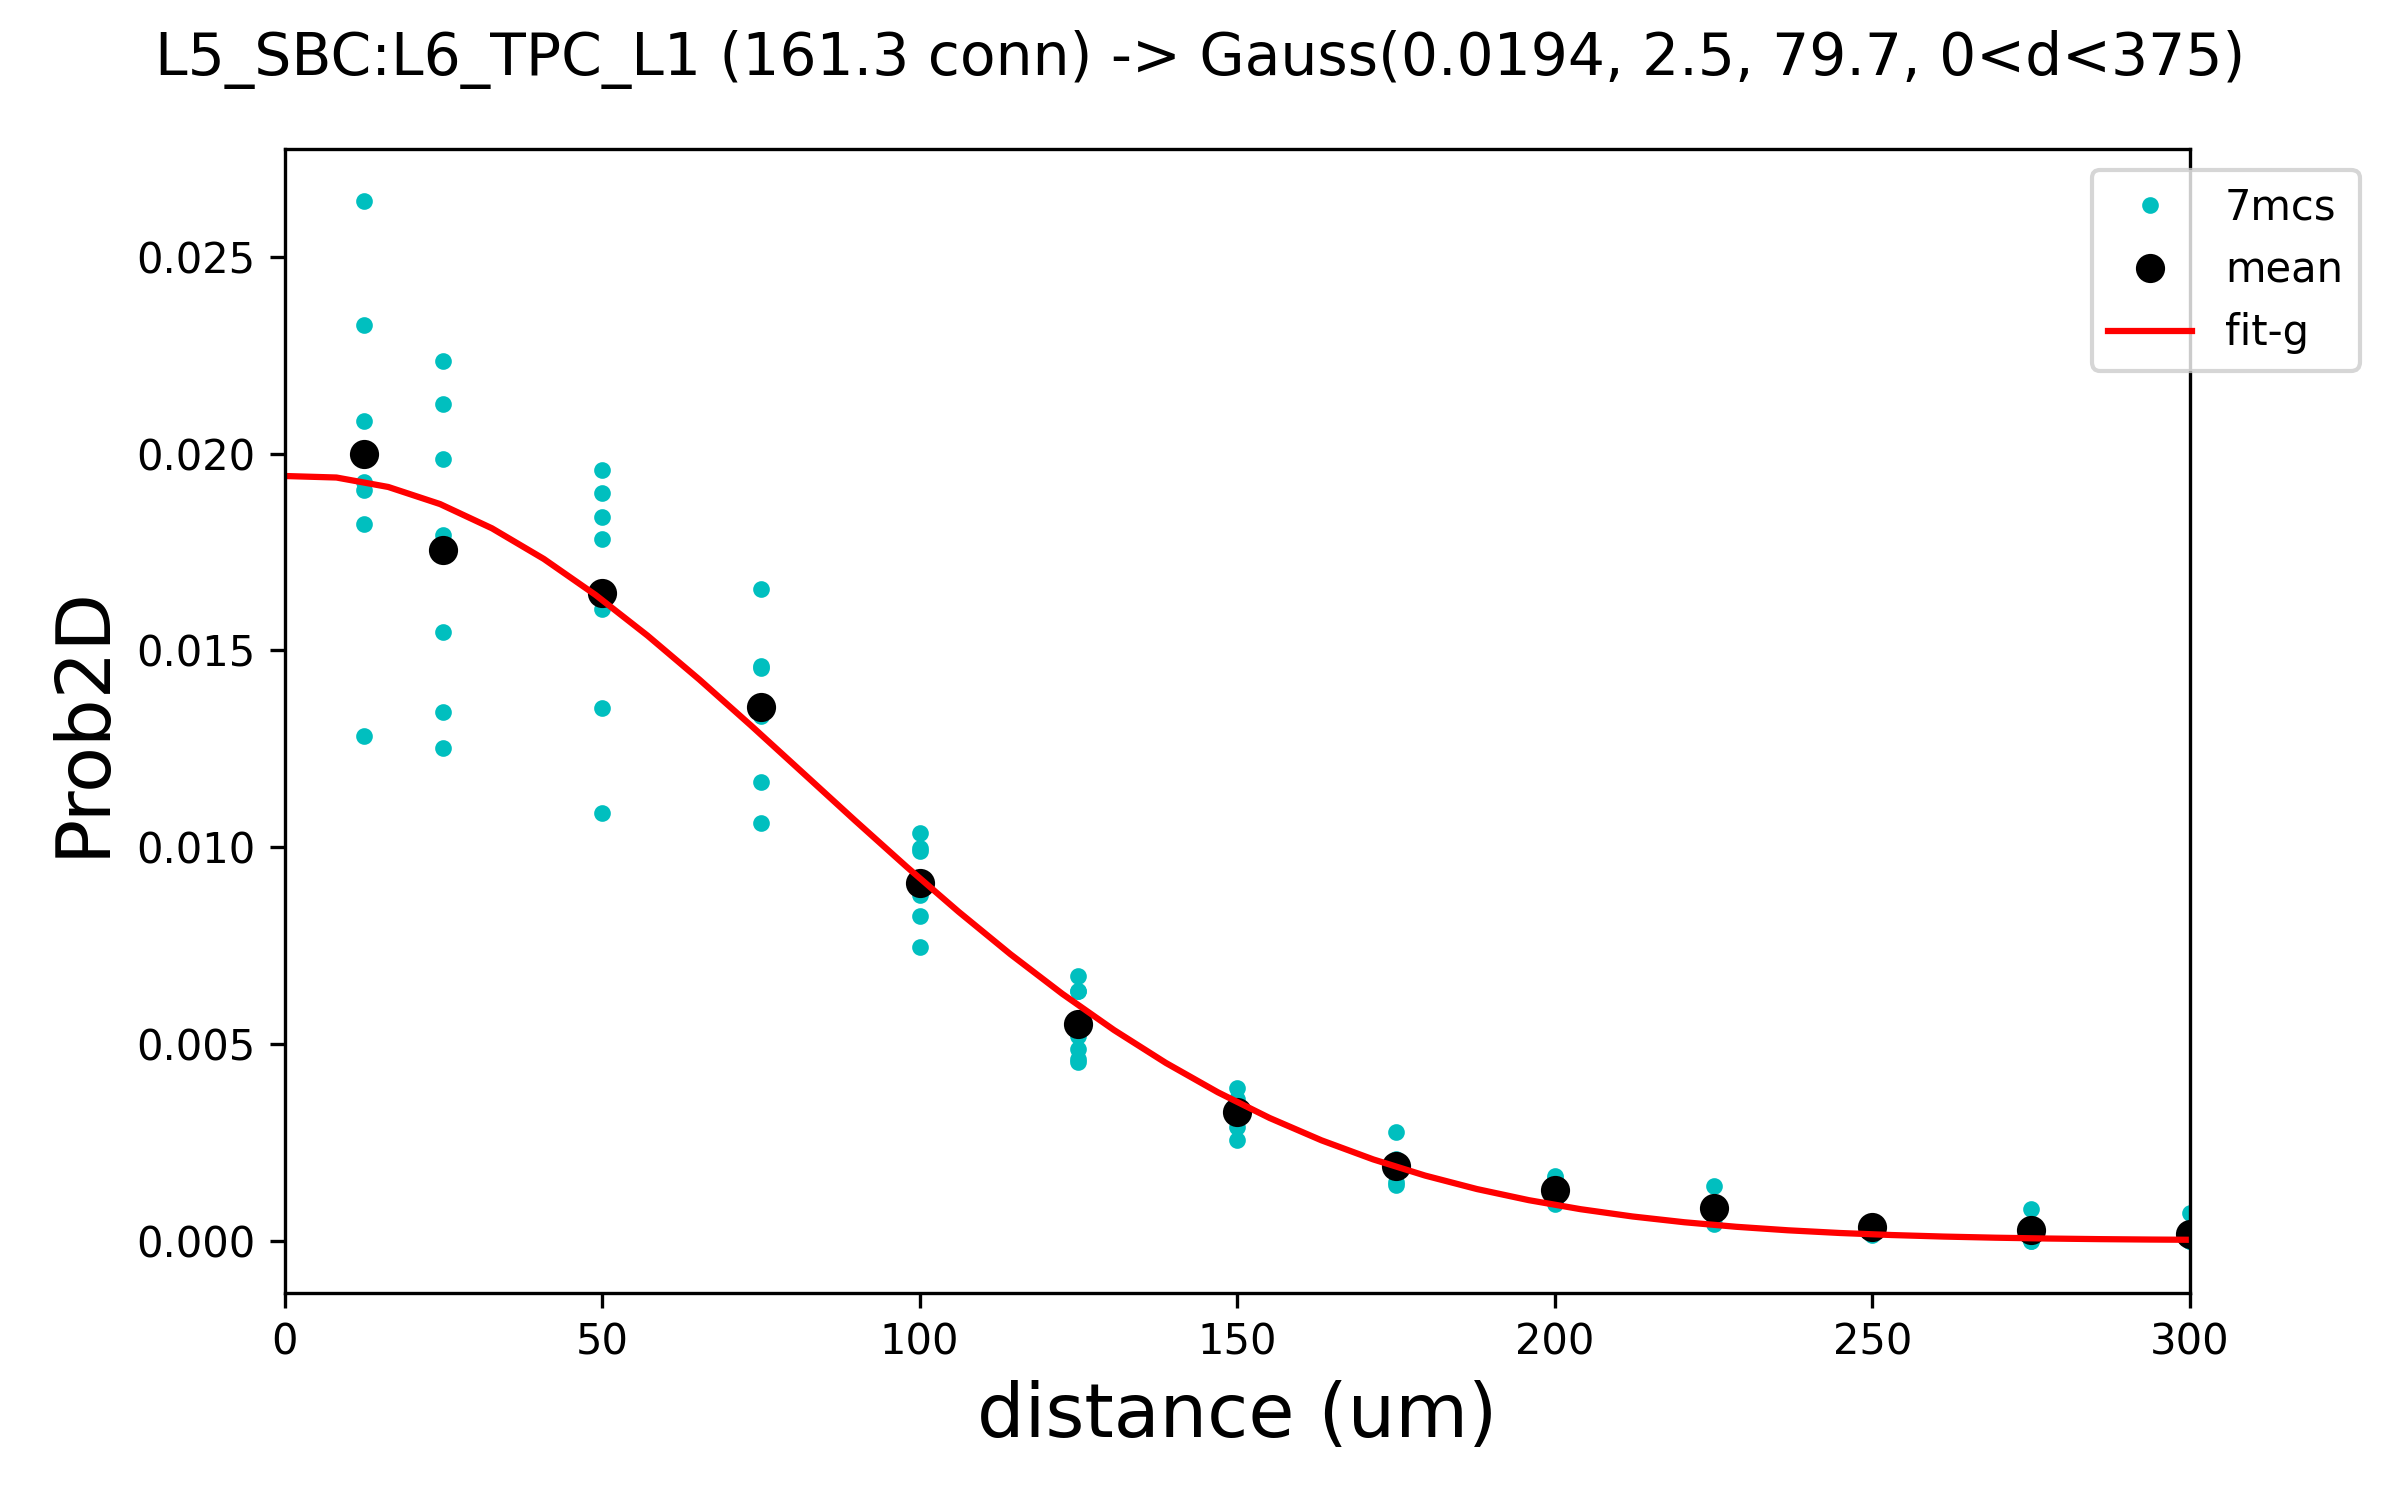 L5_SBC:L6_TPC_L1 (161.3 conn) -> Gauss(0.0194, 2.5, 79.7, 0<d<375)
7mcs
mean
fit-g
Prob2D
0.025
0.020
0.015
0.010
0.005
0.000
0 50 100 150 200 250 300
distance (um)